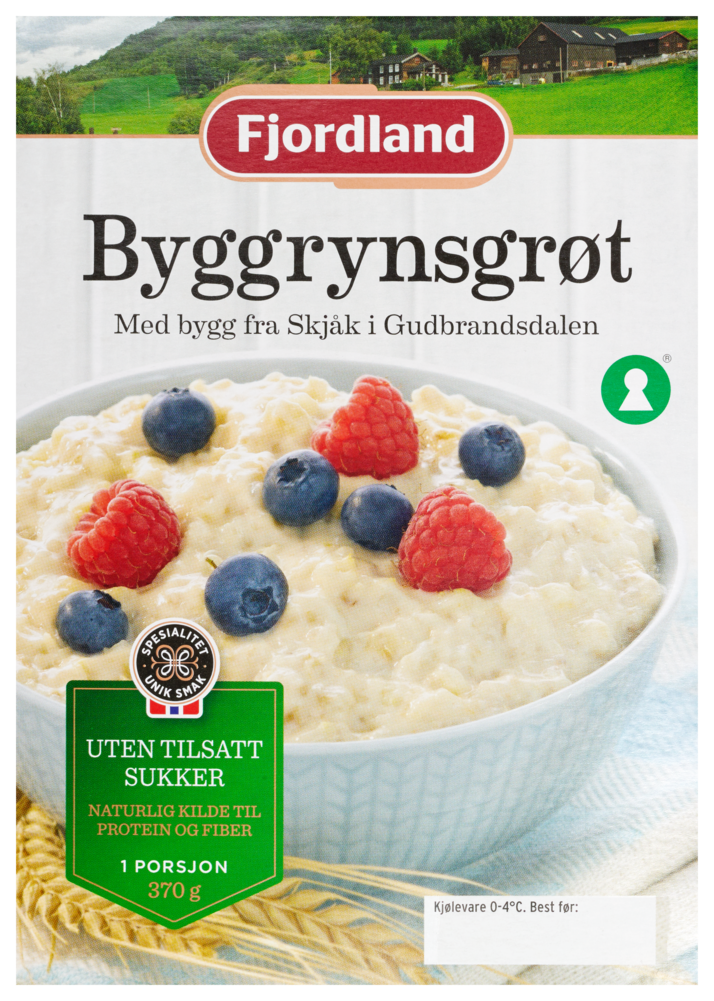 Fjordland
Byggrynsgrøt
Med bygg fra Skjåk i Gudbrandsdalen
®
SPESIALITET
UNIK SMAK
UTEN TILSATT
SUKKER
NATURLIG KILDE TIL
PROTEIN OG FIBER
1 PORSJON
370 g
Kjølevare 0-4°C. Best før: